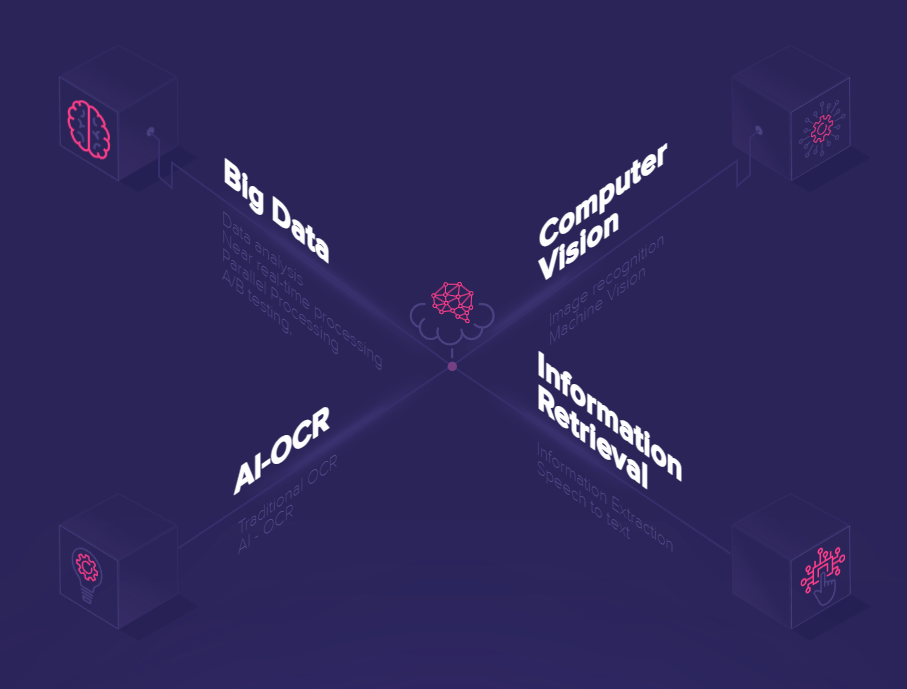 Big Data
Data analysis
Near real-time processing
Parallel Processing
A/B testing.
Computer
Vision
Image recognition
Machine Vision
AI-OCR
Traditional OCR
AI - OCR
Information
Retrieval
Information Extraction
Speech to text